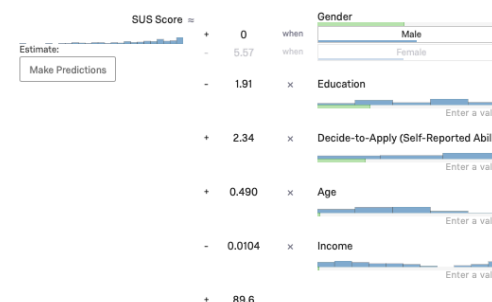 Gender
SUS Score ≈ + 0 when Male
Estimate: - 5.57 when Female
Make Predictions
- 1.91 × Education
Enter a val
+ 2.34 × Decide-to-Apply (Self-Reported Abil
Enter a val
+ 0.490 × Age
Enter a val
- 0.0104 × Income
Enter a val
+ 89.6